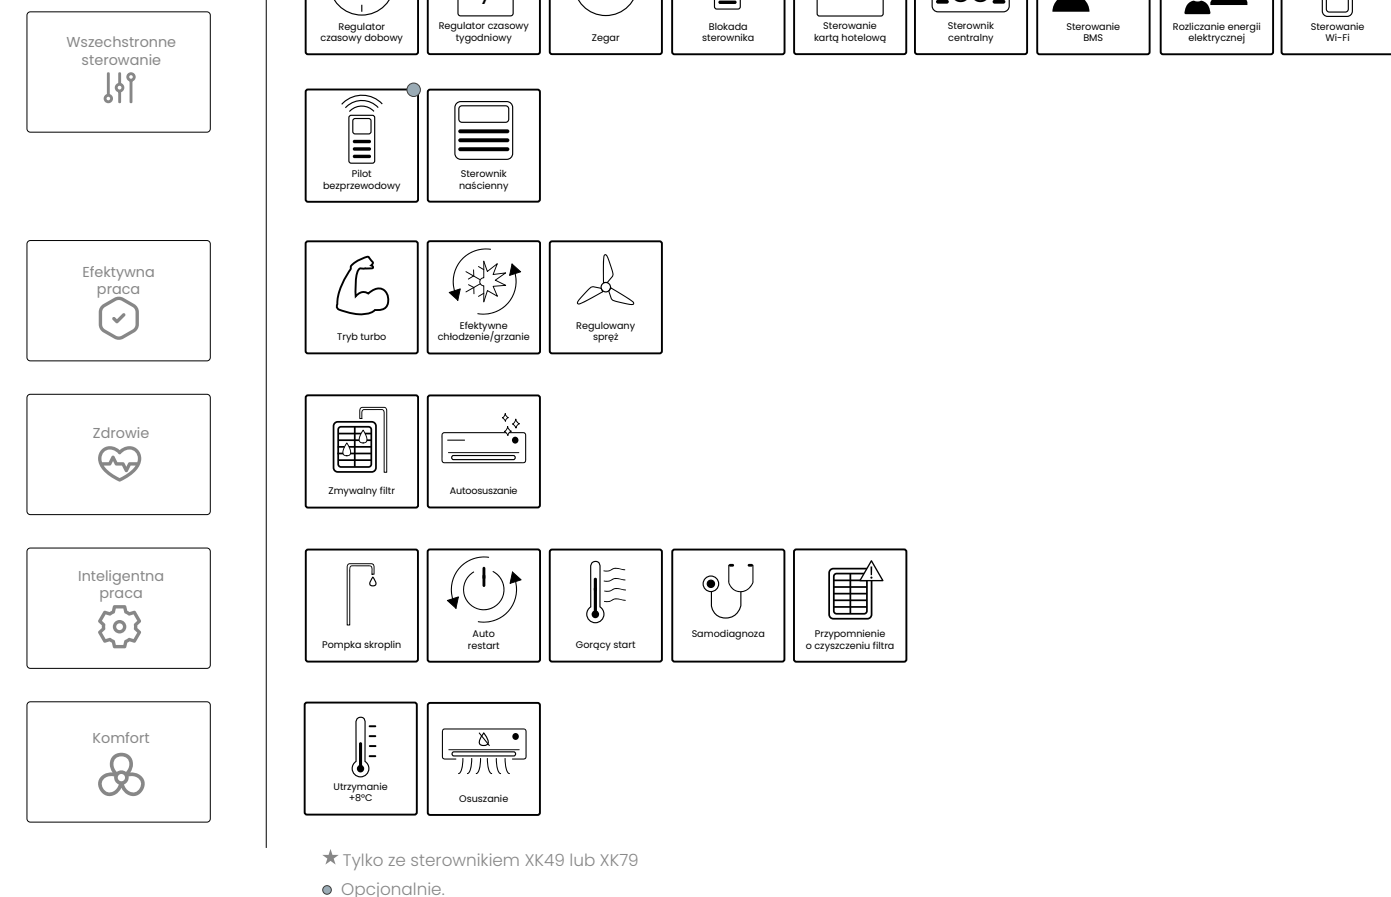 Wszechstronne
sterowanie
Regulator
czasowy dobowy
Regulator czasowy
tygodniowy
Zegar
Blokada
sterownika
Sterowanie
kartą hotelową
Sterownik
centralny
Sterowanie
BMS
Rozliczanie energii
elektrycznej
Sterowanie
Wi-Fi
Pilot
bezprzewodowy
Sterownik
naścienny
Efektywna
praca
Tryb turbo
Efektywne
chłodzenie/grzanie
Regulowany
spręż
Zdrowie
Zmywalny filtr
Autoosuszanie
Inteligentna
praca
Pompka skroplin
Auto
restart
Gorący start
Samodiagnoza
Przypomnienie
o czyszczeniu filtra
Komfort
Utrzymanie
+8°C
Osuszanie
★ Tylko ze sterownikiem XK49 lub XK79
Opcjonalnie.